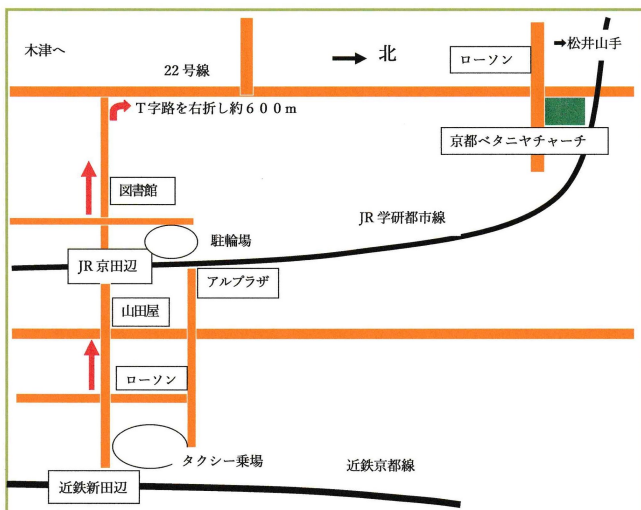 木津へ
22号線
➡北
ローソン
➡松井山手
T字路を右折し約600m
京都ベタニヤチャーチ
図書館
JR学研都市線
駐輪場
JR京田辺
アルプラザ
山田屋
ローソン
タクシー乗場
近鉄京都線
近鉄新田辺